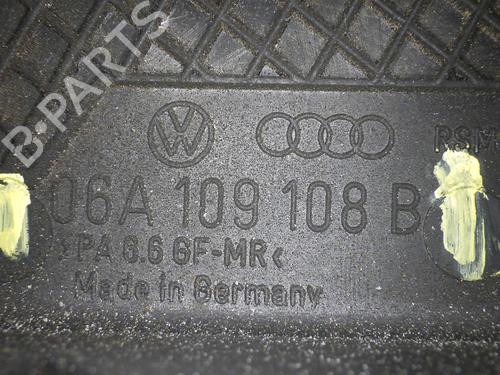 B-PARTS
RSM
06A 109 108 B
>PA 6.6 GF-MR<
Made in Germany